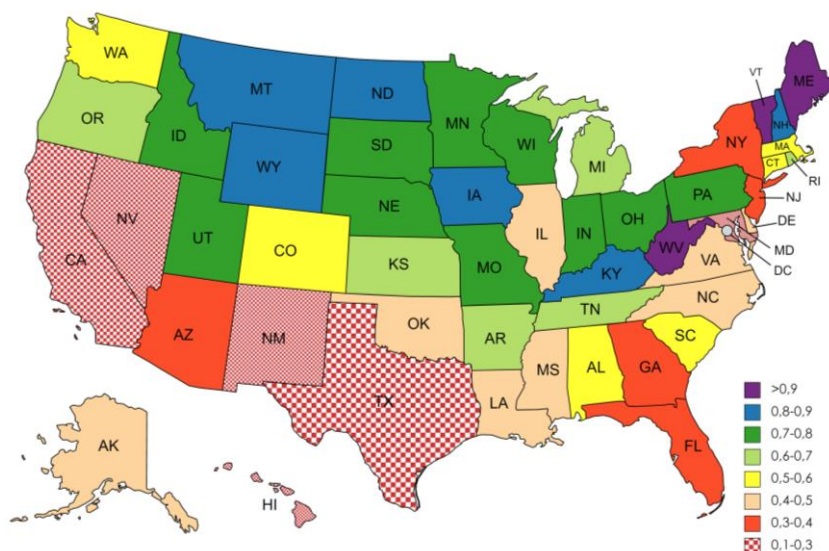 WA
MT
ND
OR
ID
MN
SD
WI
WY
MI
NE
IA
NV
UT
CO
CA
KS
MO
IL
IN
OH
PA
NY
VT
ME
NH
MA
CT
RI
NJ
DE
MD
DC
WV
VA
KY
NC
TN
AZ
NM
OK
AR
SC
MS
AL
GA
TX
LA
FL
AK
HI
>0,9
0,8-0,9
0,7-0,8
0,6-0,7
0,5-0,6
0,4-0,5
0,3-0,4
0,1-0,3